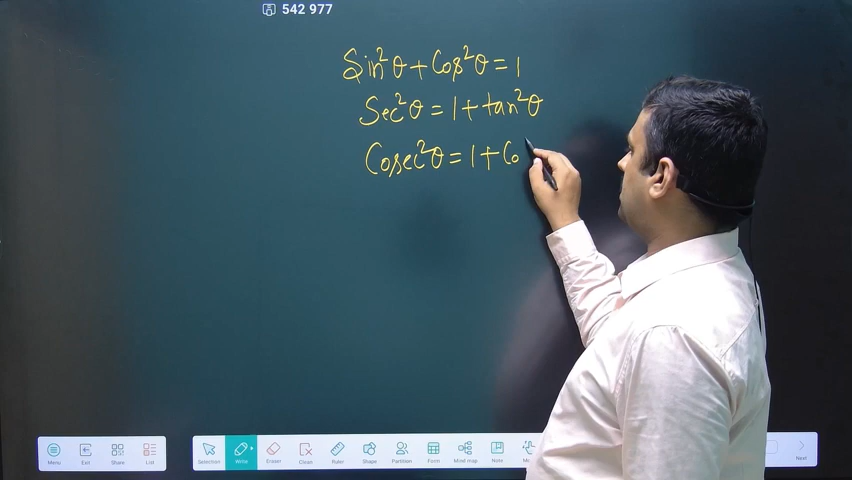 542 977
Sin²θ + Cos²θ = 1
Sec²θ = 1 + tan²θ
Cosec²θ = 1 + Co
Menu Exit Share List Selection Write Eraser Clean Ruler Shape Partition Form Mind map Note Next